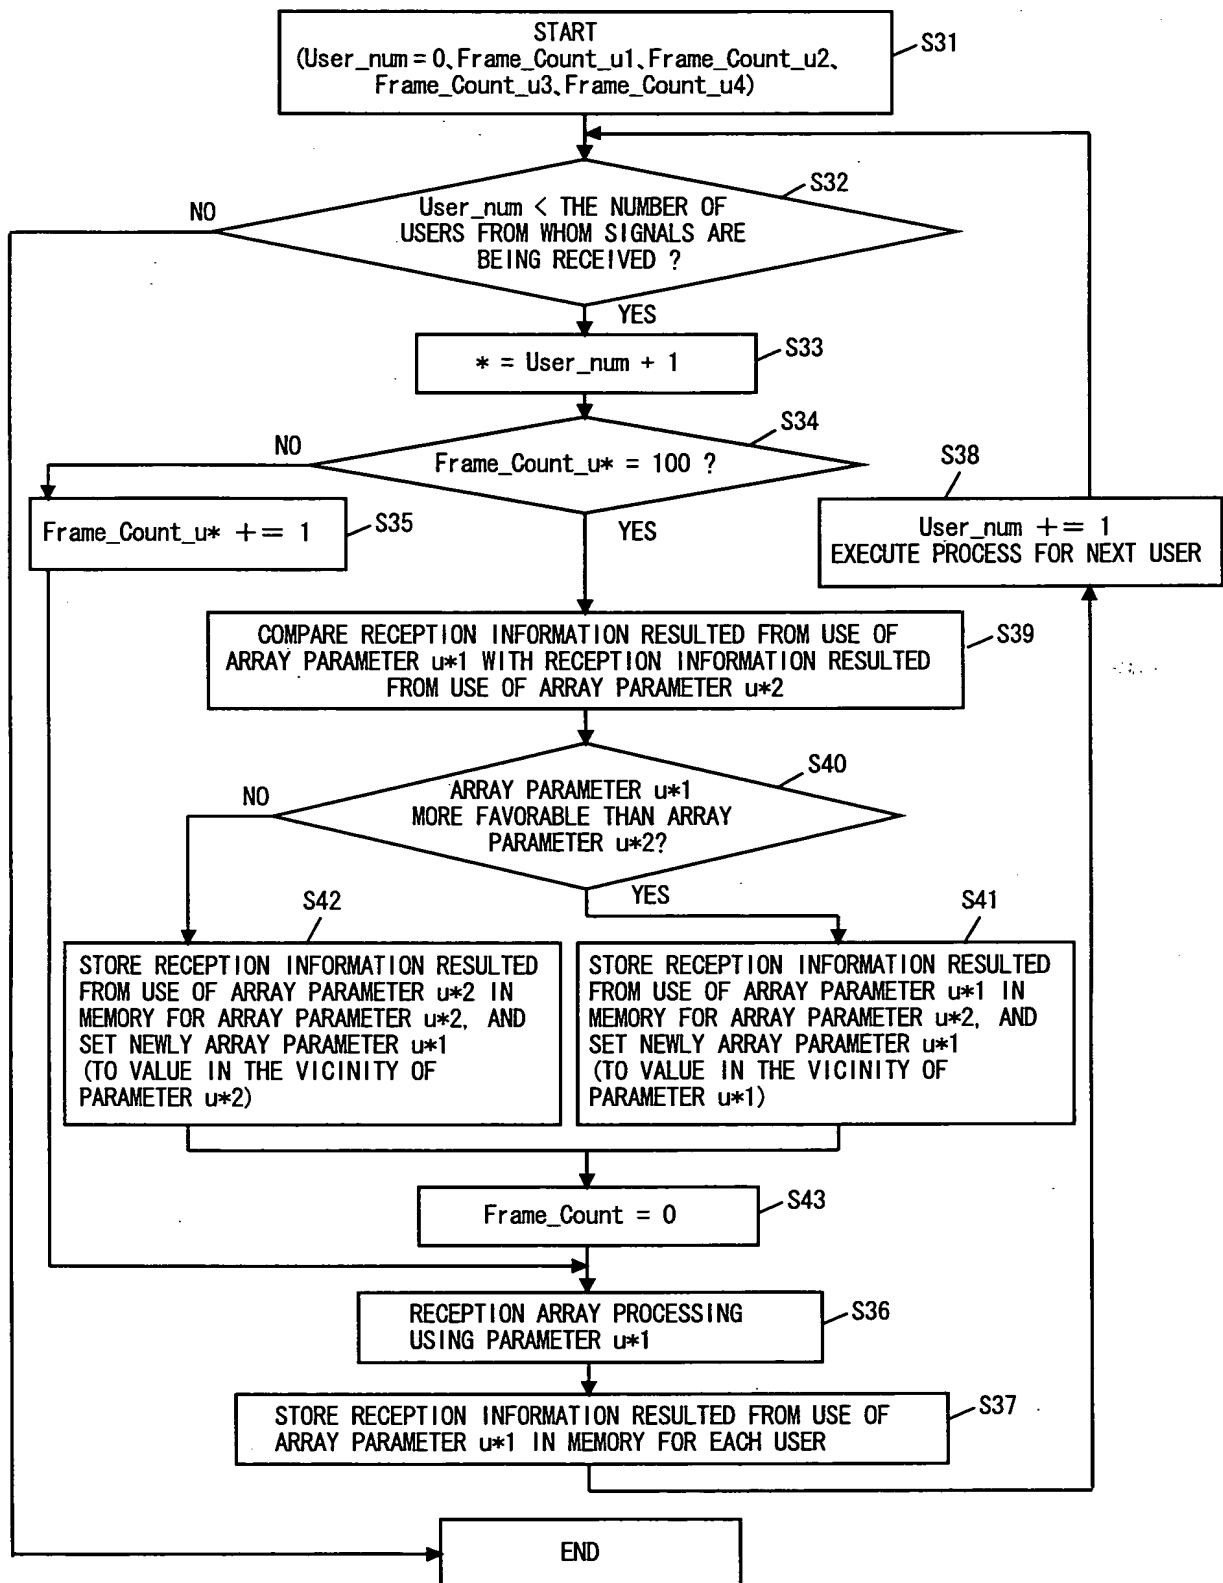 START
(User_num = 0、Frame_Count_u1、Frame_Count_u2、
Frame_Count_u3、Frame_Count_u4)
S31
S32
NO
User_num < THE NUMBER OF
USERS FROM WHOM SIGNALS ARE
BEING RECEIVED ?
YES
* = User_num + 1
S33
S34
NO
Frame_Count_u* = 100 ?
YES
Frame_Count_u* += 1
S35
S38
User_num += 1
EXECUTE PROCESS FOR NEXT USER
COMPARE RECEPTION INFORMATION RESULTED FROM USE OF
ARRAY PARAMETER u*1 WITH RECEPTION INFORMATION RESULTED
FROM USE OF ARRAY PARAMETER u*2
S39
S40
NO
ARRAY PARAMETER u*1
MORE FAVORABLE THAN ARRAY
PARAMETER u*2?
YES
S42
STORE RECEPTION INFORMATION RESULTED
FROM USE OF ARRAY PARAMETER u*2 IN
MEMORY FOR ARRAY PARAMETER u*2, AND
SET NEWLY ARRAY PARAMETER u*1
(TO VALUE IN THE VICINITY OF
PARAMETER u*2)
S41
STORE RECEPTION INFORMATION RESULTED
FROM USE OF ARRAY PARAMETER u*1 IN
MEMORY FOR ARRAY PARAMETER u*2, AND
SET NEWLY ARRAY PARAMETER u*1
(TO VALUE IN THE VICINITY OF
PARAMETER u*1)
Frame_Count = 0
S43
RECEPTION ARRAY PROCESSING
USING PARAMETER u*1
S36
STORE RECEPTION INFORMATION RESULTED FROM USE OF
ARRAY PARAMETER u*1 IN MEMORY FOR EACH USER
S37
END